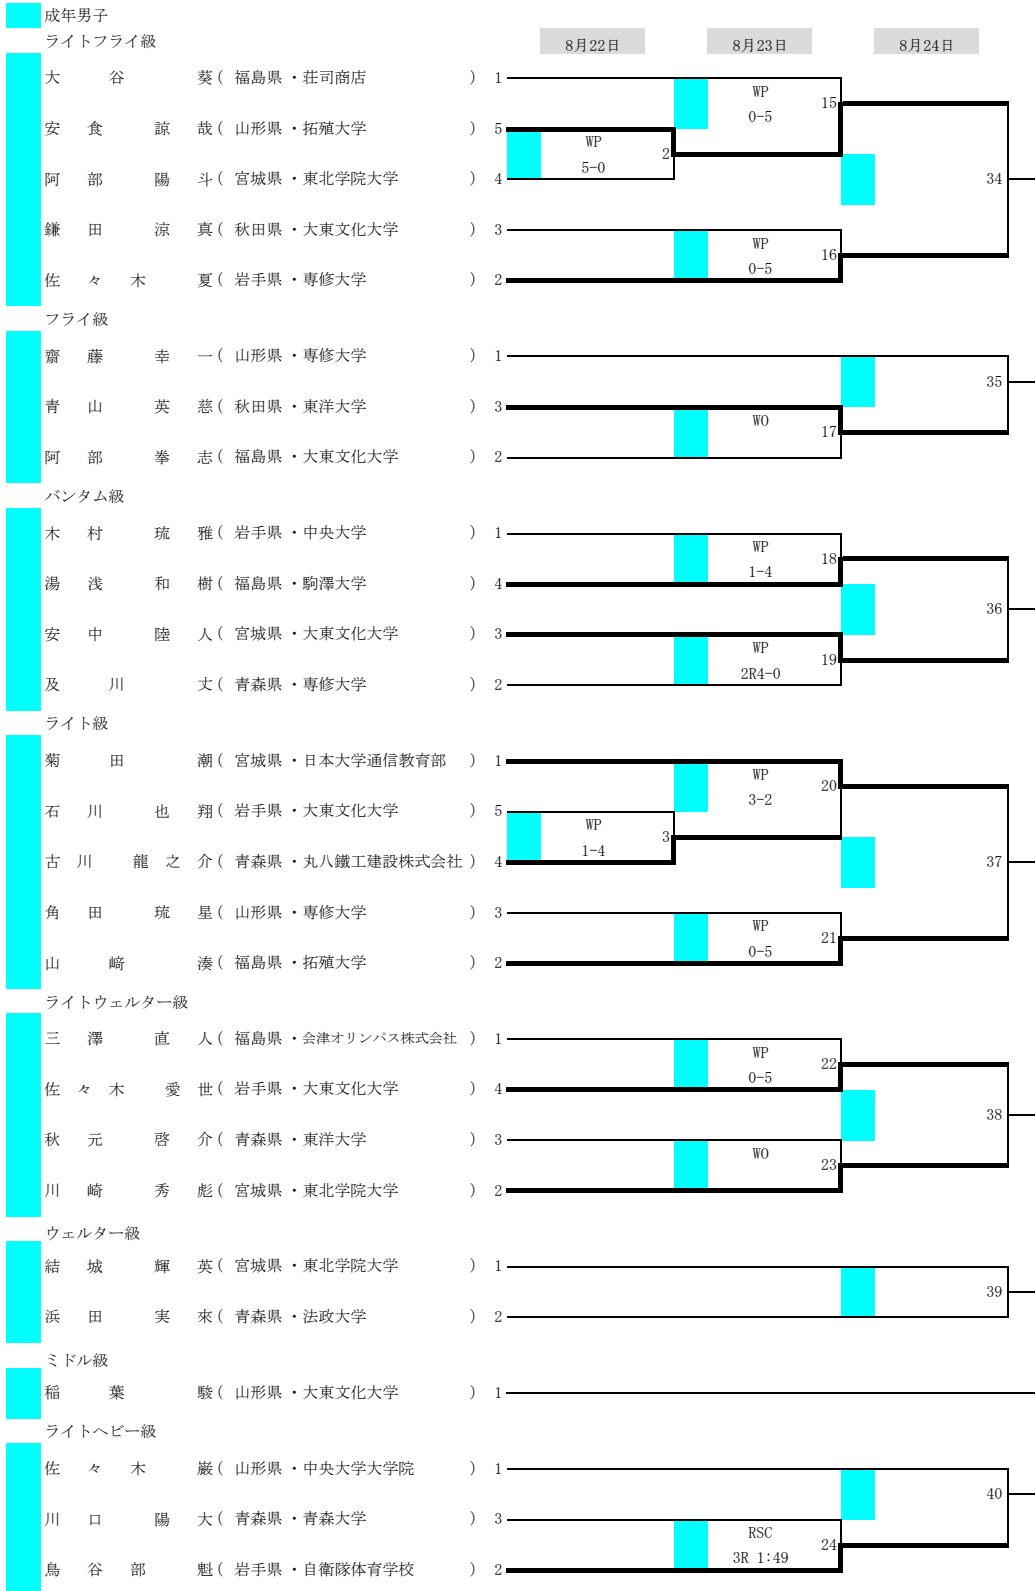 成年男子
ライトフライ級
8月22日 8月23日 8月24日
大谷 葵 ( 福島県 ・荘司商店 ) 1
WP
15
0-5
安食 諒哉 ( 山形県 ・拓殖大学 ) 5
WP
2
5-0
阿部 陽斗 ( 宮城県 ・東北学院大学 ) 4
34
鎌田 涼真 ( 秋田県 ・大東文化大学 ) 3
WP
16
0-5
佐々木 夏 ( 岩手県 ・専修大学 ) 2
フライ級
齋藤 幸一 ( 山形県 ・専修大学 ) 1
35
青山 英慈 ( 秋田県 ・東洋大学 ) 3
WO
17
阿部 拳志 ( 福島県 ・大東文化大学 ) 2
バンタム級
木村 琉雅 ( 岩手県 ・中央大学 ) 1
WP
18
1-4
湯浅 和樹 ( 福島県 ・駒澤大学 ) 4
36
安中 陸人 ( 宮城県 ・大東文化大学 ) 3
WP
19
2R4-0
及川 丈 ( 青森県 ・専修大学 ) 2
ライト級
菊田 潮 ( 宮城県 ・日本大学通信教育部 ) 1
WP
20
3-2
石川 也翔 ( 岩手県 ・大東文化大学 ) 5
WP
3
1-4
古川 龍之介 ( 青森県 ・丸八鐵工建設株式会社 ) 4
37
角田 琉星 ( 山形県 ・専修大学 ) 3
WP
21
0-5
山﨑 湊 ( 福島県 ・拓殖大学 ) 2
ライトウェルター級
三澤 直人 ( 福島県 ・会津オリンパス株式会社 ) 1
WP
22
0-5
佐々木 愛世 ( 岩手県 ・大東文化大学 ) 4
38
秋元 啓介 ( 青森県 ・東洋大学 ) 3
WO
23
川崎 秀彪 ( 宮城県 ・東北学院大学 ) 2
ウェルター級
結城 輝英 ( 宮城県 ・東北学院大学 ) 1
39
浜田 実來 ( 青森県 ・法政大学 ) 2
ミドル級
稲葉 駿 ( 山形県 ・大東文化大学 ) 1
ライトヘビー級
佐々木 巌 ( 山形県 ・中央大学大学院 ) 1
40
川口 陽大 ( 青森県 ・青森大学 ) 3
RSC
24
3R 1:49
鳥谷部 魁 ( 岩手県 ・自衛隊体育学校 ) 2